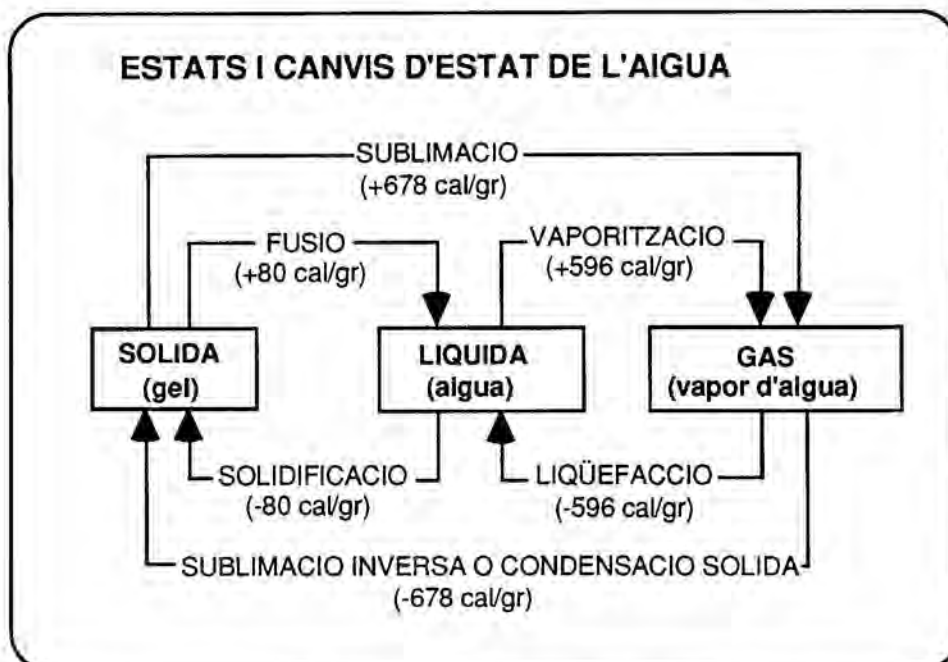 ESTATS I CANVIS D'ESTAT DE L'AIGUA
SUBLIMACIO
(+678 cal/gr)
FUSIO
(+80 cal/gr)
VAPORITZACIO
(+596 cal/gr)
SOLIDA
(gel)
LIQUIDA
(aigua)
GAS
(vapor d'aigua)
SOLIDIFICACIO
(-80 cal/gr)
LIQÜEFACCIO
(-596 cal/gr)
SUBLIMACIO INVERSA O CONDENSACIO SOLIDA
(-678 cal/gr)